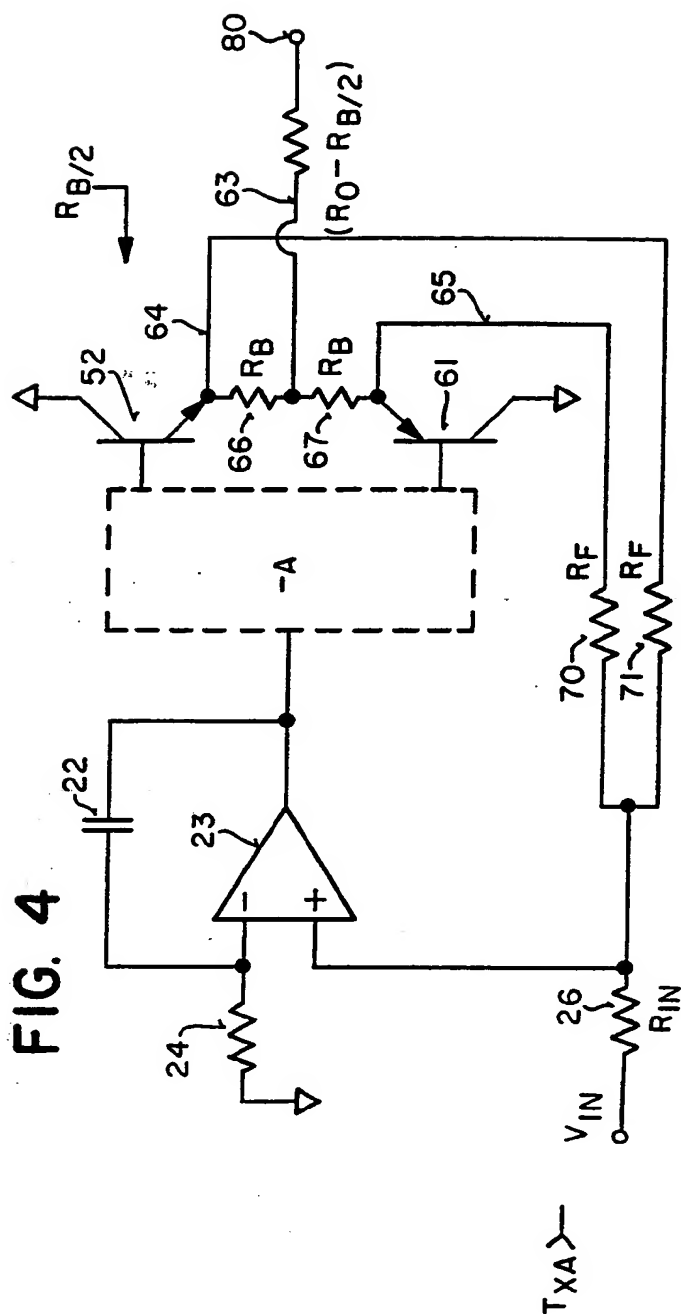 FIG. 4
22
23
24
−
+
-A
52
61
66
R_B
67
R_B
64
65
R_B/2
63
(R_O - R_B/2)
80
70
R_F
71
R_F
26
R_IN
V_IN
T_XA